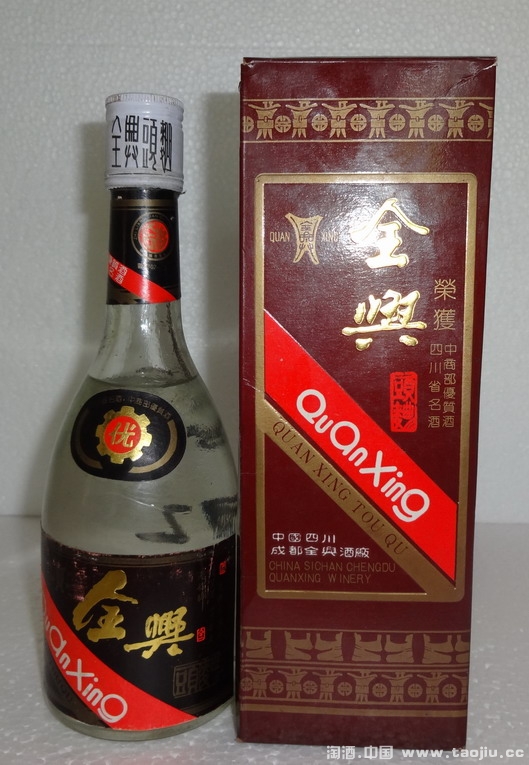 全興頭麯
优
全興
QuanXing
QUAN XING
全興
榮獲
中商部優質酒
四川省名酒
頭麯
QuanXing
QUAN XING TOU QU
中國四川
成都全興酒廠
CHINA SICHAN CHENGDU
QUANXING WINERY
淘酒.中国 www.taojiu.cc